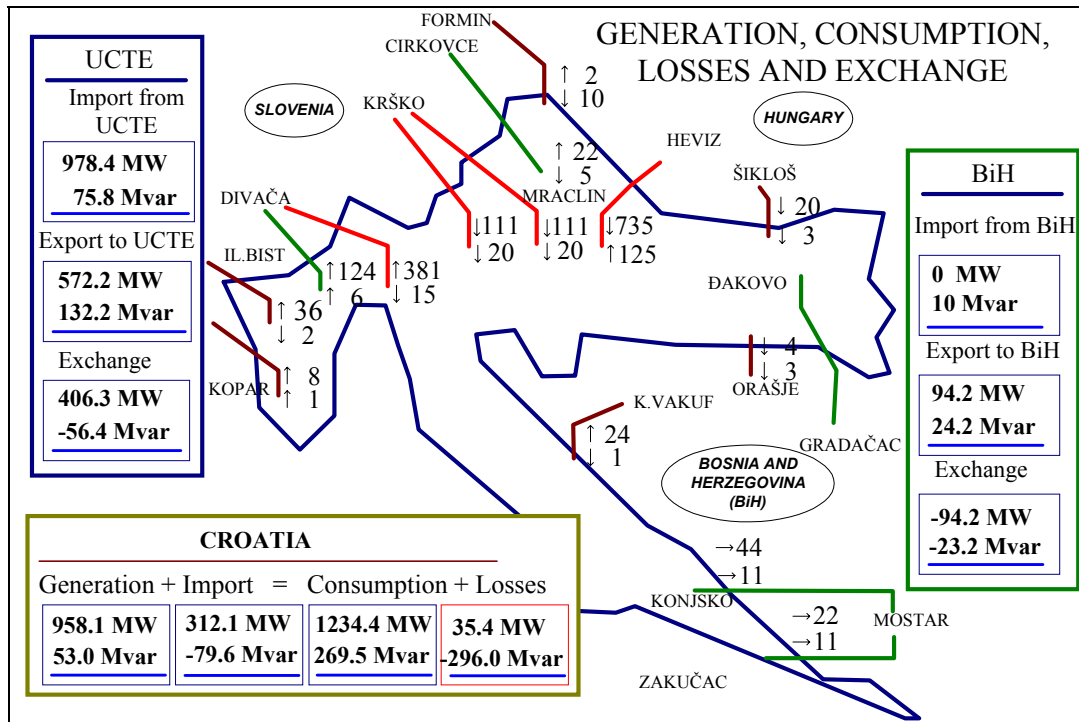 GENERATION, CONSUMPTION,
LOSSES AND EXCHANGE
UCTE
Import from
UCTE
978.4 MW
75.8 Mvar
Export to UCTE
572.2 MW
132.2 Mvar
Exchange
406.3 MW
-56.4 Mvar
FORMIN
CIRKOVCE
SLOVENIA
KRŠKO
HUNGARY
HEVIZ
ŠIKLOŠ
↑ 2
↓ 10
↑ 22
↓ 5
MRACLIN
↓111
↓20
↓111
↓20
↓735
↑125
↓ 20
↓ 3
DIVAČA
IL.BIST
↑124
↑ 6
↑381
↓ 15
↑ 36
↓ 2
KOPAR
↑ 8
↑ 1
ĐAKOVO
↓ 4
↓ 3
ORAŠJE
GRADAČAC
K.VAKUF
↑ 24
↓ 1
BOSNIA AND
HERZEGOVINA
(BiH)
→44
→11
KONJSKO
→22
→11
MOSTAR
ZAKUČAC
BiH
Import from BiH
0 MW
10 Mvar
Export to BiH
94.2 MW
24.2 Mvar
Exchange
-94.2 MW
-23.2 Mvar
CROATIA
Generation + Import = Consumption + Losses
958.1 MW 312.1 MW 1234.4 MW 35.4 MW
53.0 Mvar -79.6 Mvar 269.5 Mvar -296.0 Mvar